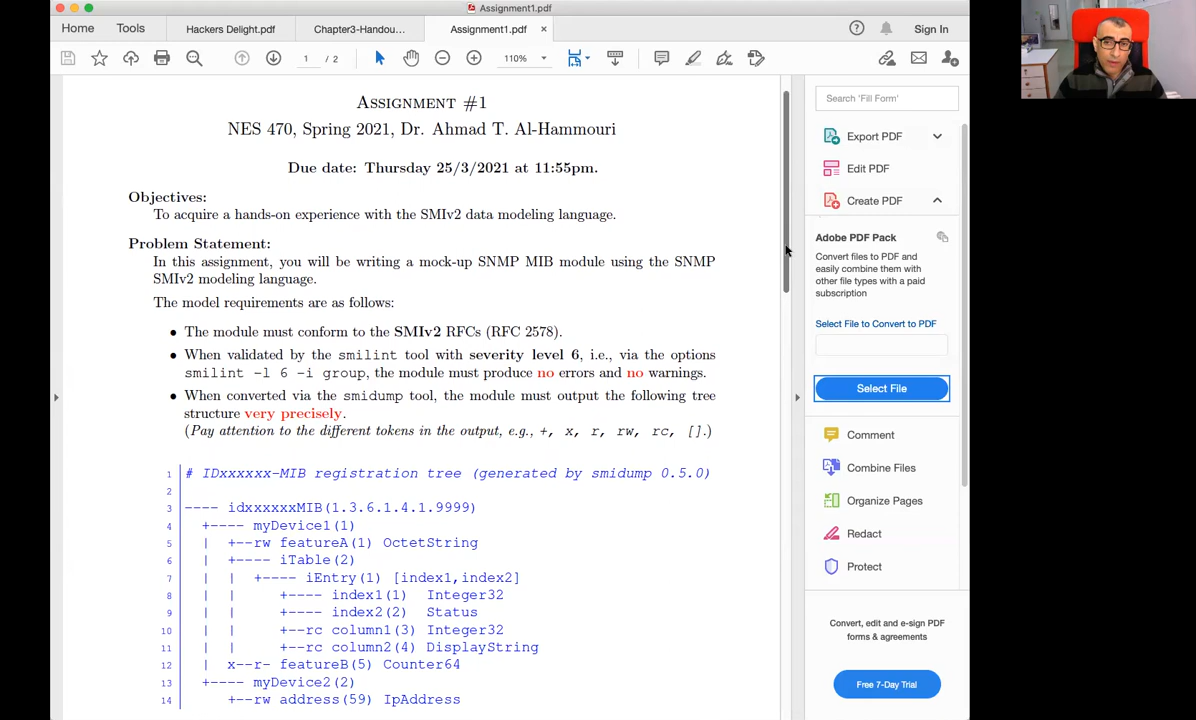 Assignment1.pdf
Home
Tools
Hackers Delight.pdf
Chapter3-Handou...
Assignment1.pdf ×
Sign In
1 / 2
110%
ASSIGNMENT #1
NES 470, Spring 2021, Dr. Ahmad T. Al-Hammouri
Due date: Thursday 25/3/2021 at 11:55pm.
Objectives:
To acquire a hands-on experience with the SMIv2 data modeling language.
Problem Statement:
In this assignment, you will be writing a mock-up SNMP MIB module using the SNMP
SMIv2 modeling language.
The model requirements are as follows:
• The module must conform to the SMIv2 RFCs (RFC 2578).
• When validated by the smilint tool with severity level 6, i.e., via the options
smilint -l 6 -i group, the module must produce no errors and no warnings.
• When converted via the smidump tool, the module must output the following tree
structure very precisely.
(Pay attention to the different tokens in the output, e.g., +, x, r, rw, rc, [].)
1 # IDxxxxxx-MIB registration tree (generated by smidump 0.5.0)
2
3 ---- idxxxxxxMIB(1.3.6.1.4.1.9999)
4 +---- myDevice1(1)
5 | +--rw featureA(1) OctetString
6 | +---- iTable(2)
7 | | +---- iEntry(1) [index1,index2]
8 | | +---- index1(1) Integer32
9 | | +---- index2(2) Status
10 | | +--rc column1(3) Integer32
11 | | +--rc column2(4) DisplayString
12 | x--r- featureB(5) Counter64
13 +---- myDevice2(2)
14 +--rw address(59) IpAddress
Search 'Fill Form'
Export PDF
Edit PDF
Create PDF
Adobe PDF Pack
Convert files to PDF and
easily combine them with
other file types with a paid
subscription
Select File to Convert to PDF
Select File
Comment
Combine Files
Organize Pages
Redact
Protect
Convert, edit and e-sign PDF
forms & agreements
Free 7-Day Trial